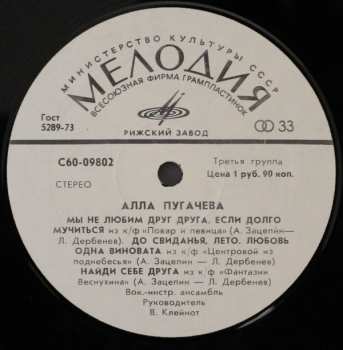 МИНИСТЕРСТВО КУЛЬТУРЫ СССР
МЕЛОДИЯ
ВСЕСОЮЗНАЯ ФИРМА ГРАМПЛАСТИНОК
Гост
5289-73
33
РИЖСКИЙ ЗАВОД
С60-09802
СТЕРЕО
Третья группа
Цена 1 руб. 90 коп.
АЛЛА ПУГАЧЕВА
МЫ НЕ ЛЮБИМ ДРУГ ДРУГА. ЕСЛИ ДОЛГО
МУЧИТЬСЯ из к/ф «Повар и певица» (А. Зацепин—
Л. Дербенев). ДО СВИДАНЬЯ, ЛЕТО. ЛЮБОВЬ
ОДНА ВИНОВАТА из к/ф «Центровой из
поднебесья» (А. Зацепин — Л. Дербенев)
НАЙДИ СЕБЕ ДРУГА из к/ф «Фантази
Веснухина» (А. Зацепин — Л. Дербенев)
Вок.-инстр. ансамбль
Руководитель
В. Клейнот